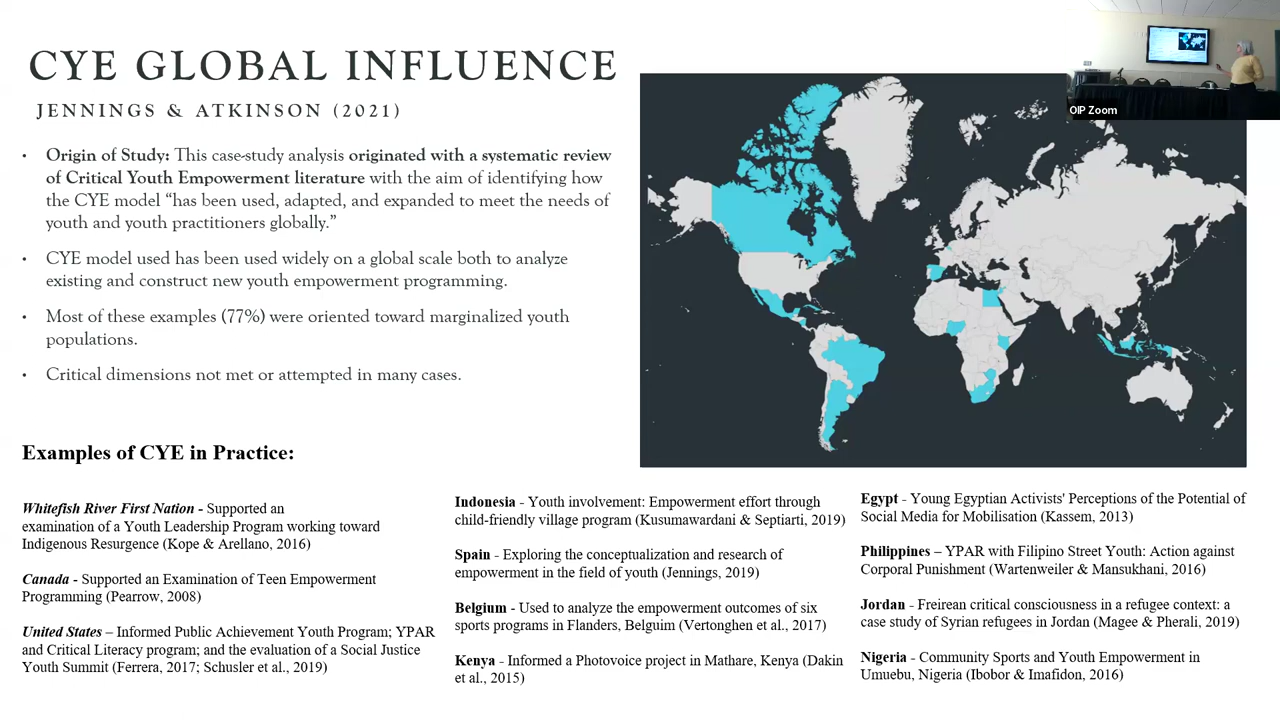 CYE GLOBAL INFLUENCE
JENNINGS & ATKINSON (2021)
• Origin of Study: This case-study analysis originated with a systematic review
of Critical Youth Empowerment literature with the aim of identifying how
the CYE model “has been used, adapted, and expanded to meet the needs of
youth and youth practitioners globally.”
• CYE model used has been used widely on a global scale both to analyze
existing and construct new youth empowerment programming.
• Most of these examples (77%) were oriented toward marginalized youth
populations.
• Critical dimensions not met or attempted in many cases.
OIP Zoom
Examples of CYE in Practice:
Whitefish River First Nation - Supported an
examination of a Youth Leadership Program working toward
Indigenous Resurgence (Kope & Arellano, 2016)
Canada - Supported an Examination of Teen Empowerment
Programming (Pearrow, 2008)
United States – Informed Public Achievement Youth Program; YPAR
and Critical Literacy program; and the evaluation of a Social Justice
Youth Summit (Ferrera, 2017; Schusler et al., 2019)
Indonesia - Youth involvement: Empowerment effort through
child-friendly village program (Kusumawardani & Septiarti, 2019)
Spain - Exploring the conceptualization and research of
empowerment in the field of youth (Jennings, 2019)
Belgium - Used to analyze the empowerment outcomes of six
sports programs in Flanders, Belguim (Vertonghen et al., 2017)
Kenya - Informed a Photovoice project in Mathare, Kenya (Dakin
et al., 2015)
Egypt - Young Egyptian Activists' Perceptions of the Potential of
Social Media for Mobilisation (Kassem, 2013)
Philippines – YPAR with Filipino Street Youth: Action against
Corporal Punishment (Wartenweiler & Mansukhani, 2016)
Jordan - Freirean critical consciousness in a refugee context: a
case study of Syrian refugees in Jordan (Magee & Pherali, 2019)
Nigeria - Community Sports and Youth Empowerment in
Umuebu, Nigeria (Ibobor & Imafidon, 2016)